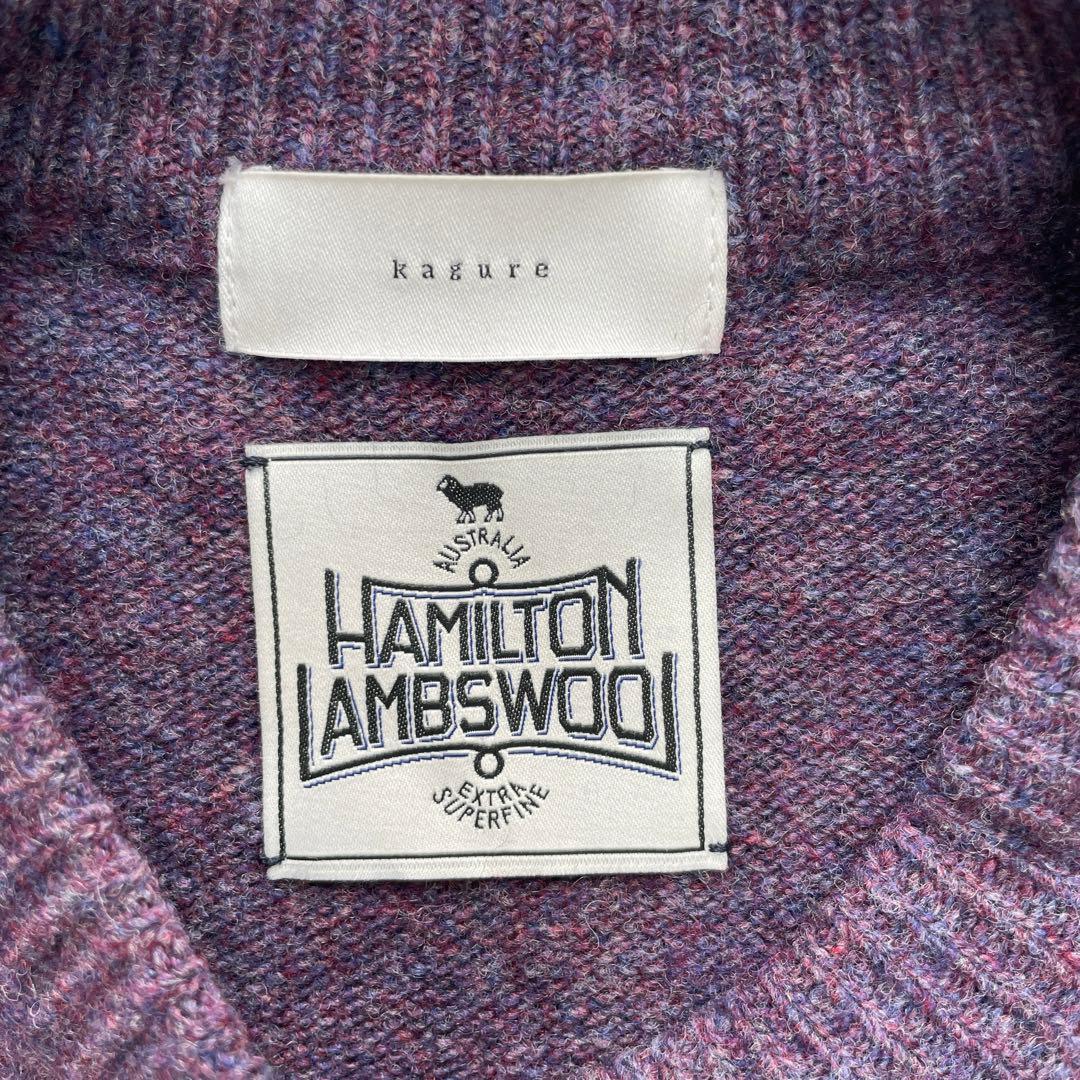 kagure
AUSTRALIA
HAMILTON
LAMBSWOOL
EXTRA
SUPERFINE